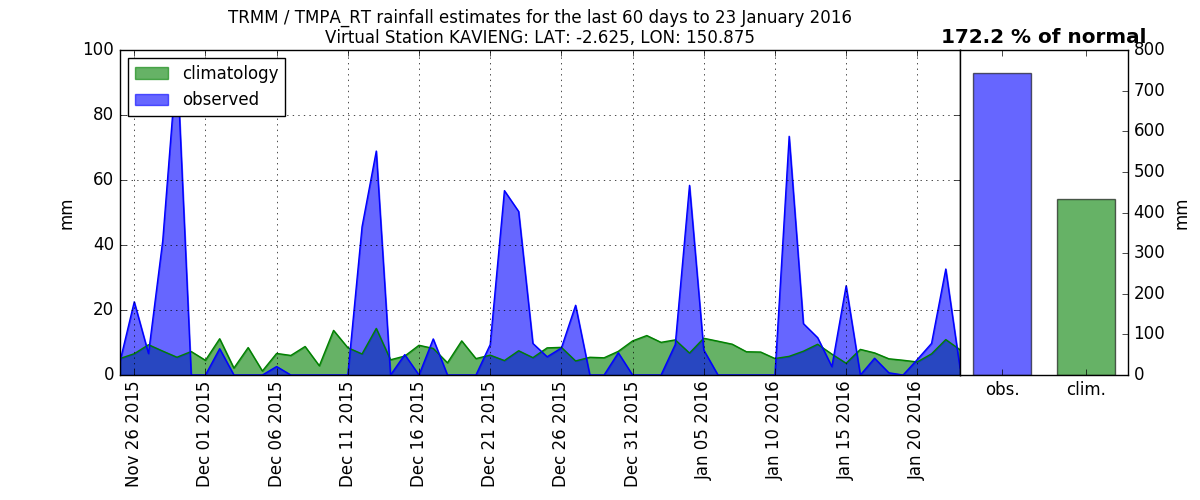 TRMM / TMPA_RT rainfall estimates for the last 60 days to 23 January 2016
Virtual Station KAVIENG: LAT: -2.625, LON: 150.875
172.2 % of normal
climatology
observed
mm
100
80
60
40
20
0
Nov 26 2015
Dec 01 2015
Dec 06 2015
Dec 11 2015
Dec 16 2015
Dec 21 2015
Dec 26 2015
Dec 31 2015
Jan 05 2016
Jan 10 2016
Jan 15 2016
Jan 20 2016
obs.
clim.
800
700
600
500
400
300
200
100
0
mm